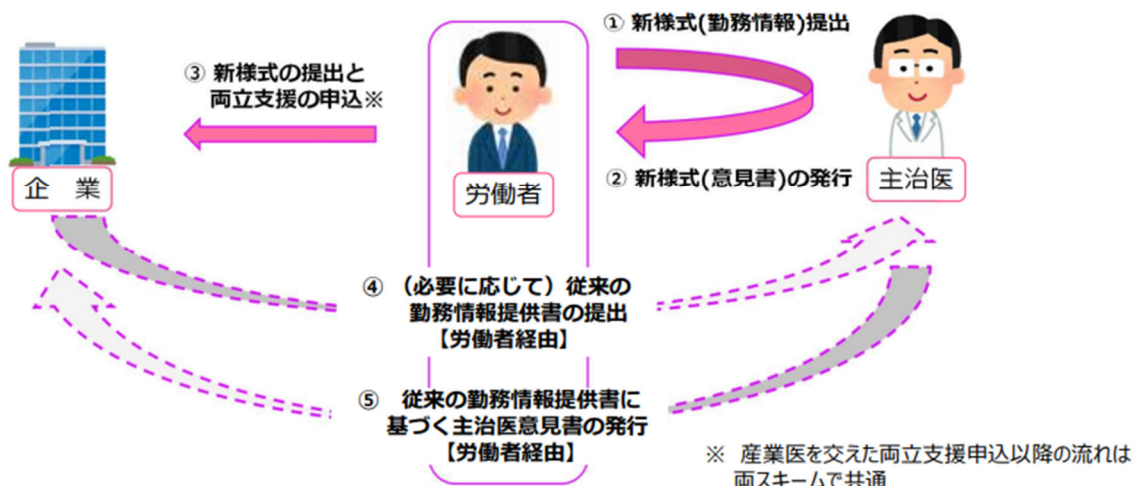 ① 新様式(勤務情報)提出
③ 新様式の提出と
両立支援の申込※
企 業
労働者
② 新様式(意見書)の発行
主治医
④ （必要に応じて）従来の
勤務情報提供書の提出
【労働者経由】
⑤ 従来の勤務情報提供書に
基づく主治医意見書の発行
【労働者経由】
※ 産業医を交えた両立支援申込以降の流れは
両スキームで共通